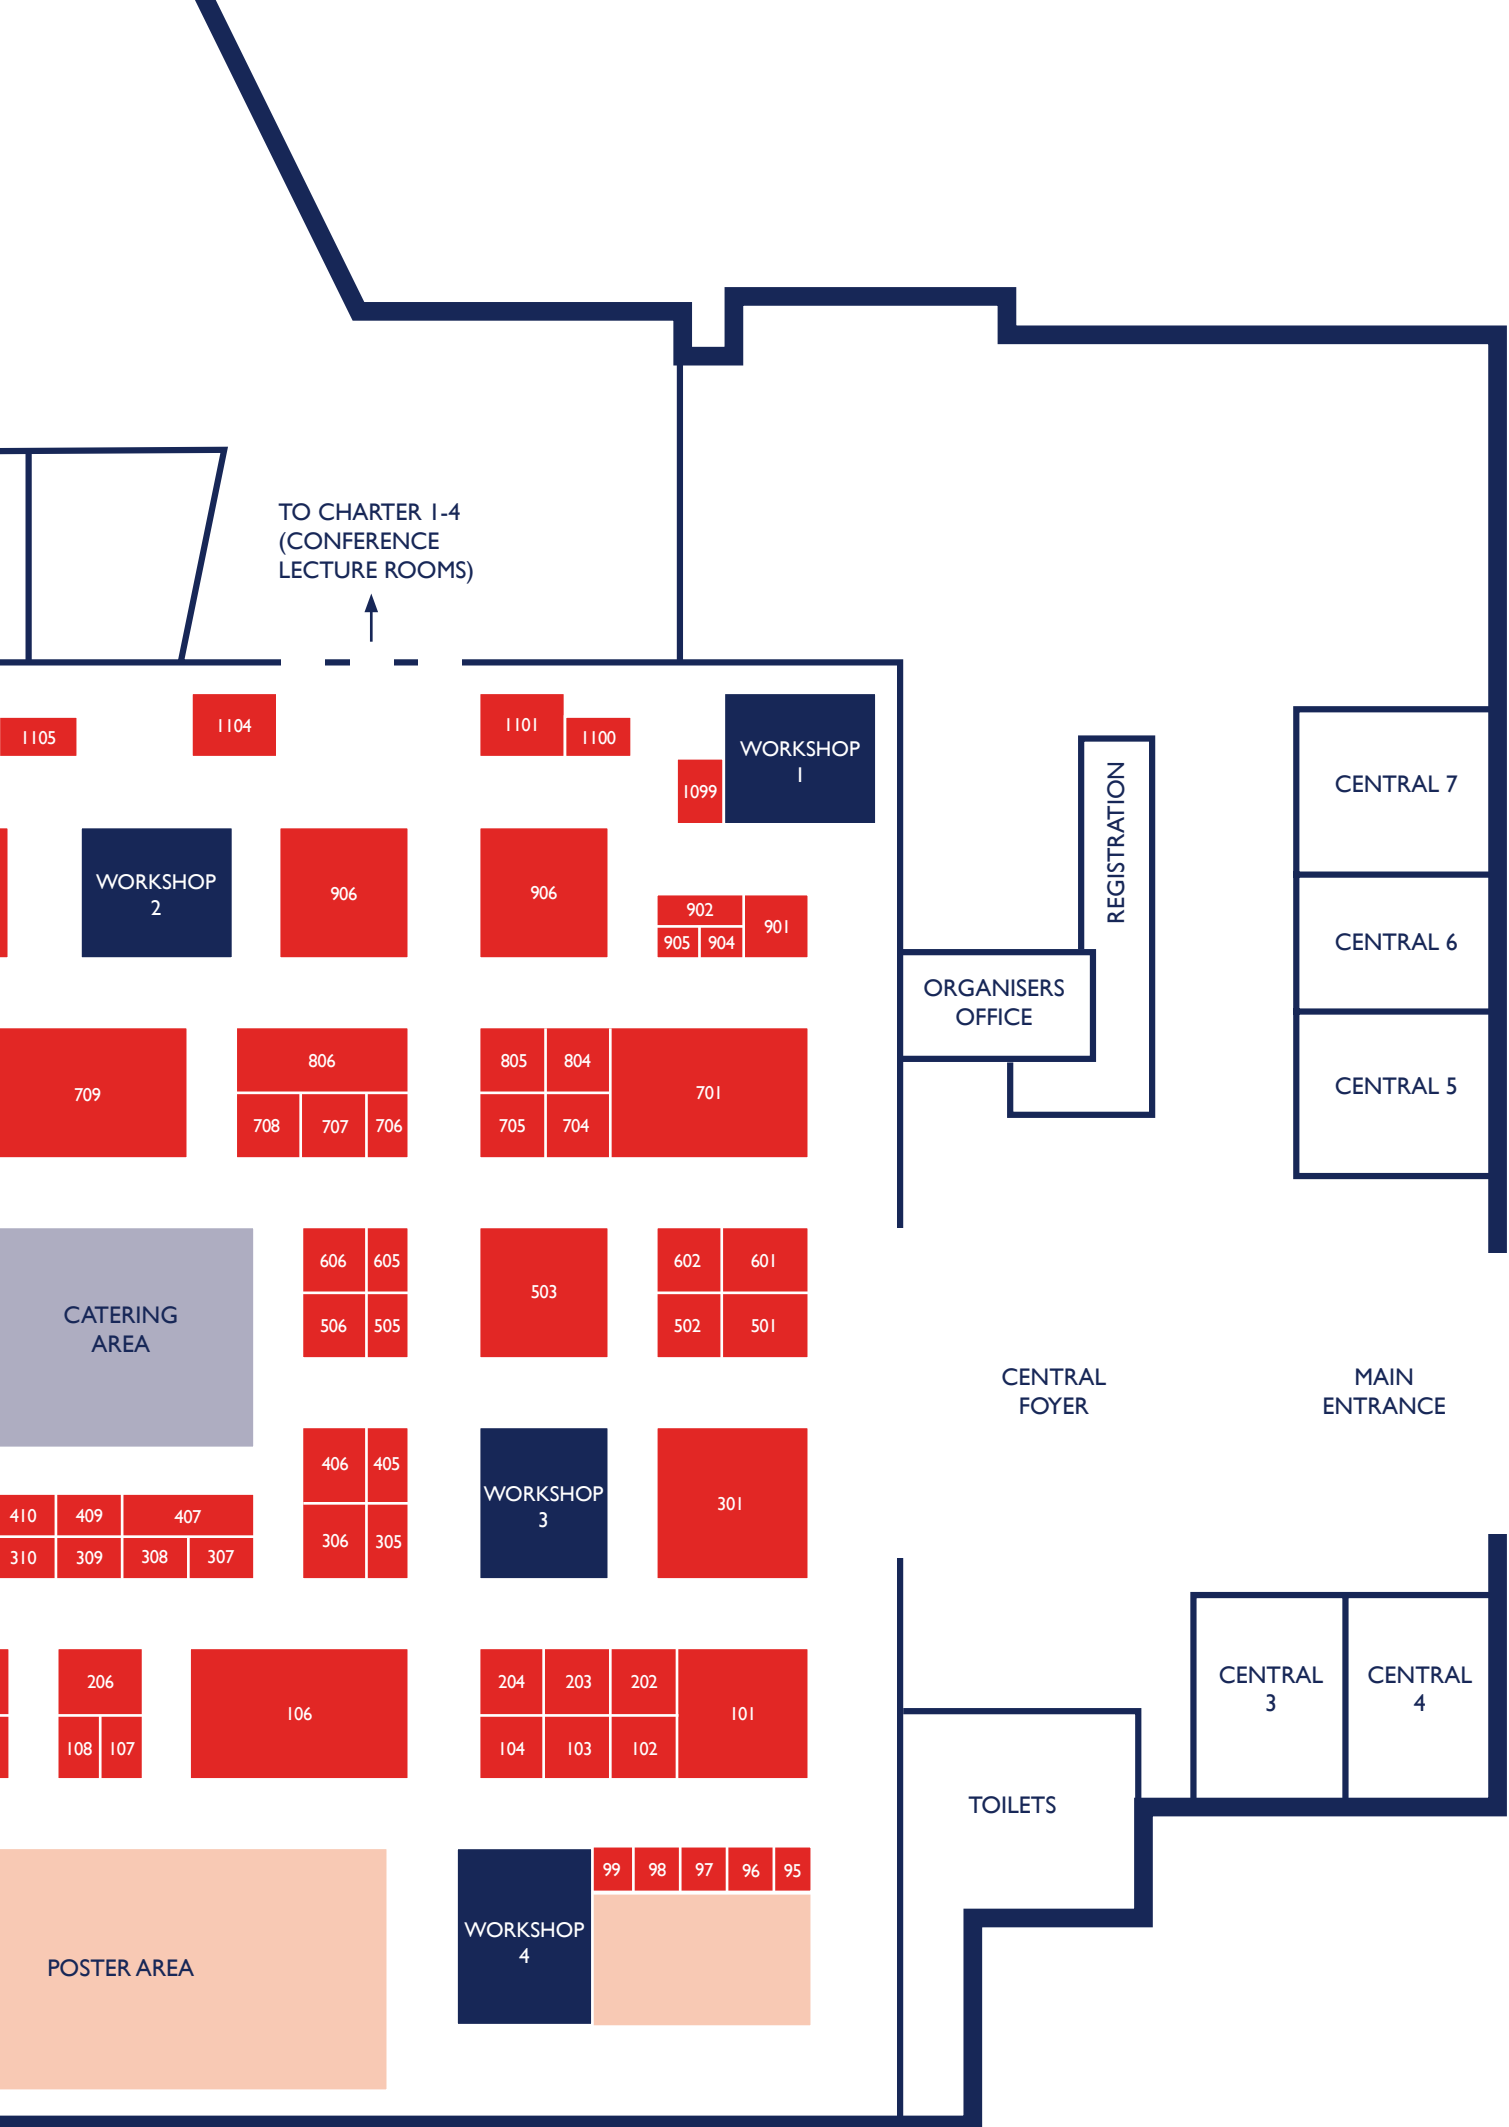 TO CHARTER 1-4
(CONFERENCE
LECTURE ROOMS)
1105
1104
1101
1100
1099
WORKSHOP
1
CENTRAL 7
REGISTRATION
WORKSHOP
2
906
906
902
901
905
904
CENTRAL 6
ORGANISERS
OFFICE
709
806
805
804
701
CENTRAL 5
708
707
706
705
704
CATERING
AREA
606
605
503
602
601
506
505
502
501
CENTRAL
FOYER
MAIN
ENTRANCE
406
405
WORKSHOP
3
301
410
409
407
306
305
310
309
308
307
206
106
204
203
202
101
CENTRAL
3
CENTRAL
4
108
107
104
103
102
TOILETS
99
98
97
96
95
WORKSHOP
4
POSTER AREA